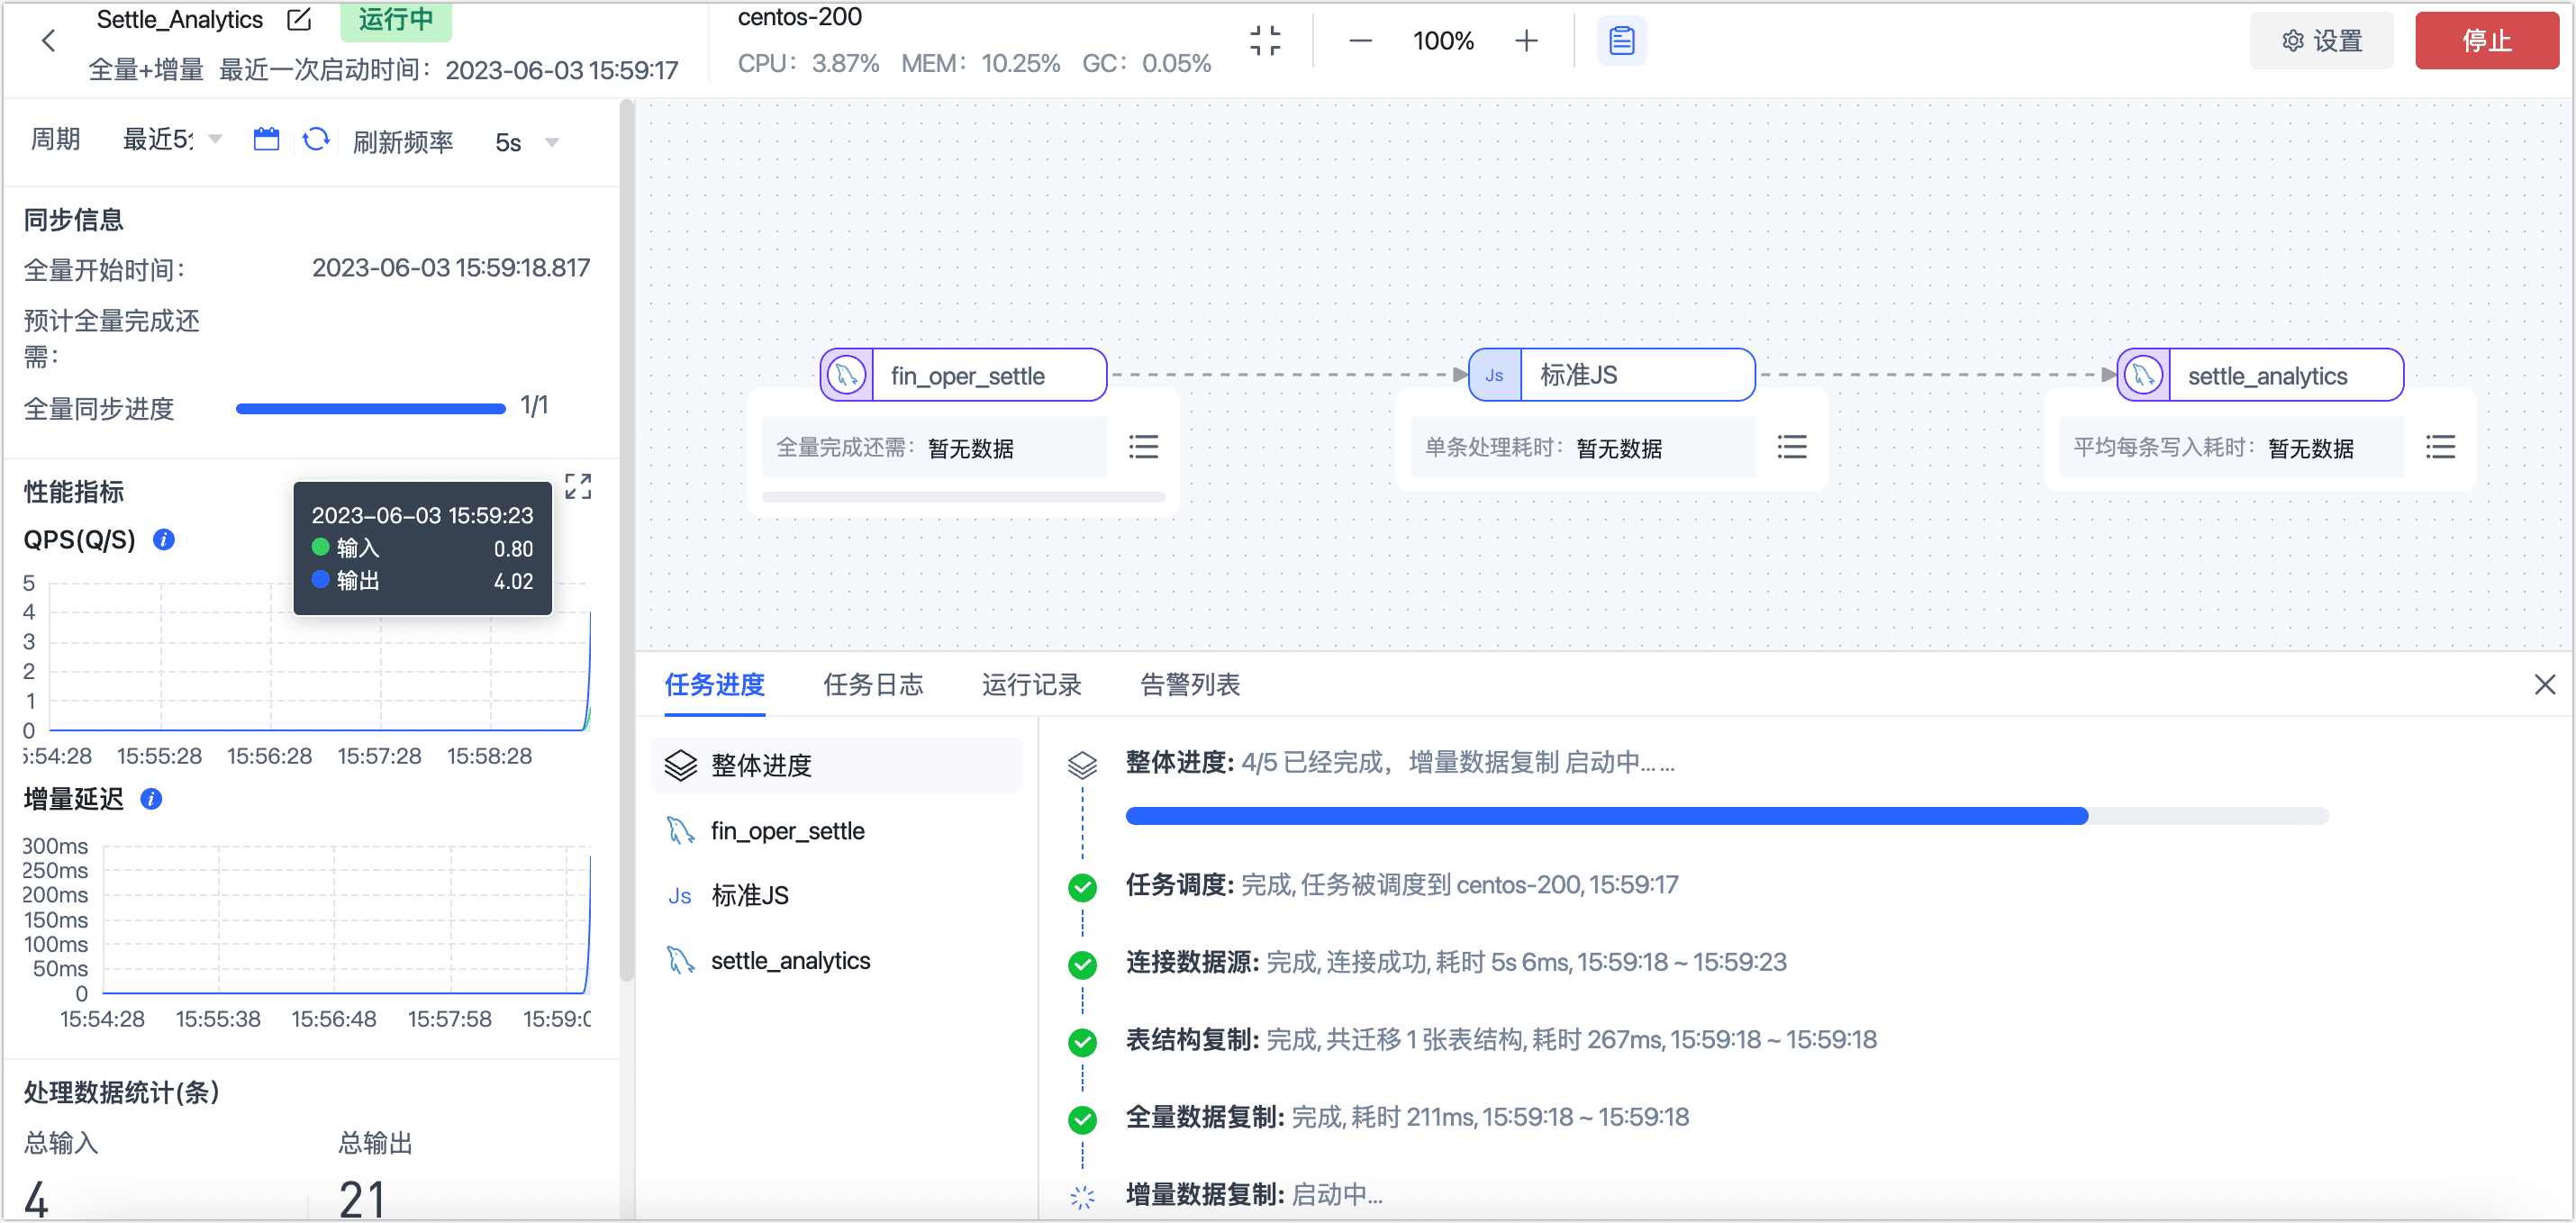 Settle_Analytics 运行中
全量+增量 最近一次启动时间: 2023-06-03 15:59:17
centos-200
CPU: 3.87% MEM: 10.25% GC: 0.05%
100%
设置
停止
周期 最近5 刷新频率 5s
同步信息
全量开始时间: 2023-06-03 15:59:18.817
预计全量完成还
需:
全量同步进度 1/1
性能指标
QPS(Q/S)
2023-06-03 15:59:23
输入 0.80
输出 4.02
5
4
3
2
1
0
5:54:28 15:55:28 15:56:28 15:57:28 15:58:28
增量延迟
300ms
250ms
200ms
150ms
100ms
50ms
0
15:54:28 15:55:38 15:56:48 15:57:58 15:59:0
处理数据统计(条)
总输入 总输出
4 21
fin_oper_settle
全量完成还需: 暂无数据
Js 标准JS
单条处理耗时: 暂无数据
settle_analytics
平均每条写入耗时: 暂无数据
任务进度 任务日志 运行记录 告警列表
整体进度
fin_oper_settle
Js 标准JS
settle_analytics
整体进度: 4/5 已经完成, 增量数据复制 启动中... ...
任务调度: 完成, 任务被调度到 centos-200, 15:59:17
连接数据源: 完成, 连接成功, 耗时 5s 6ms, 15:59:18 ~ 15:59:23
表结构复制: 完成, 共迁移 1 张表结构, 耗时 267ms, 15:59:18 ~ 15:59:18
全量数据复制: 完成, 耗时 211ms, 15:59:18 ~ 15:59:18
增量数据复制: 启动中...